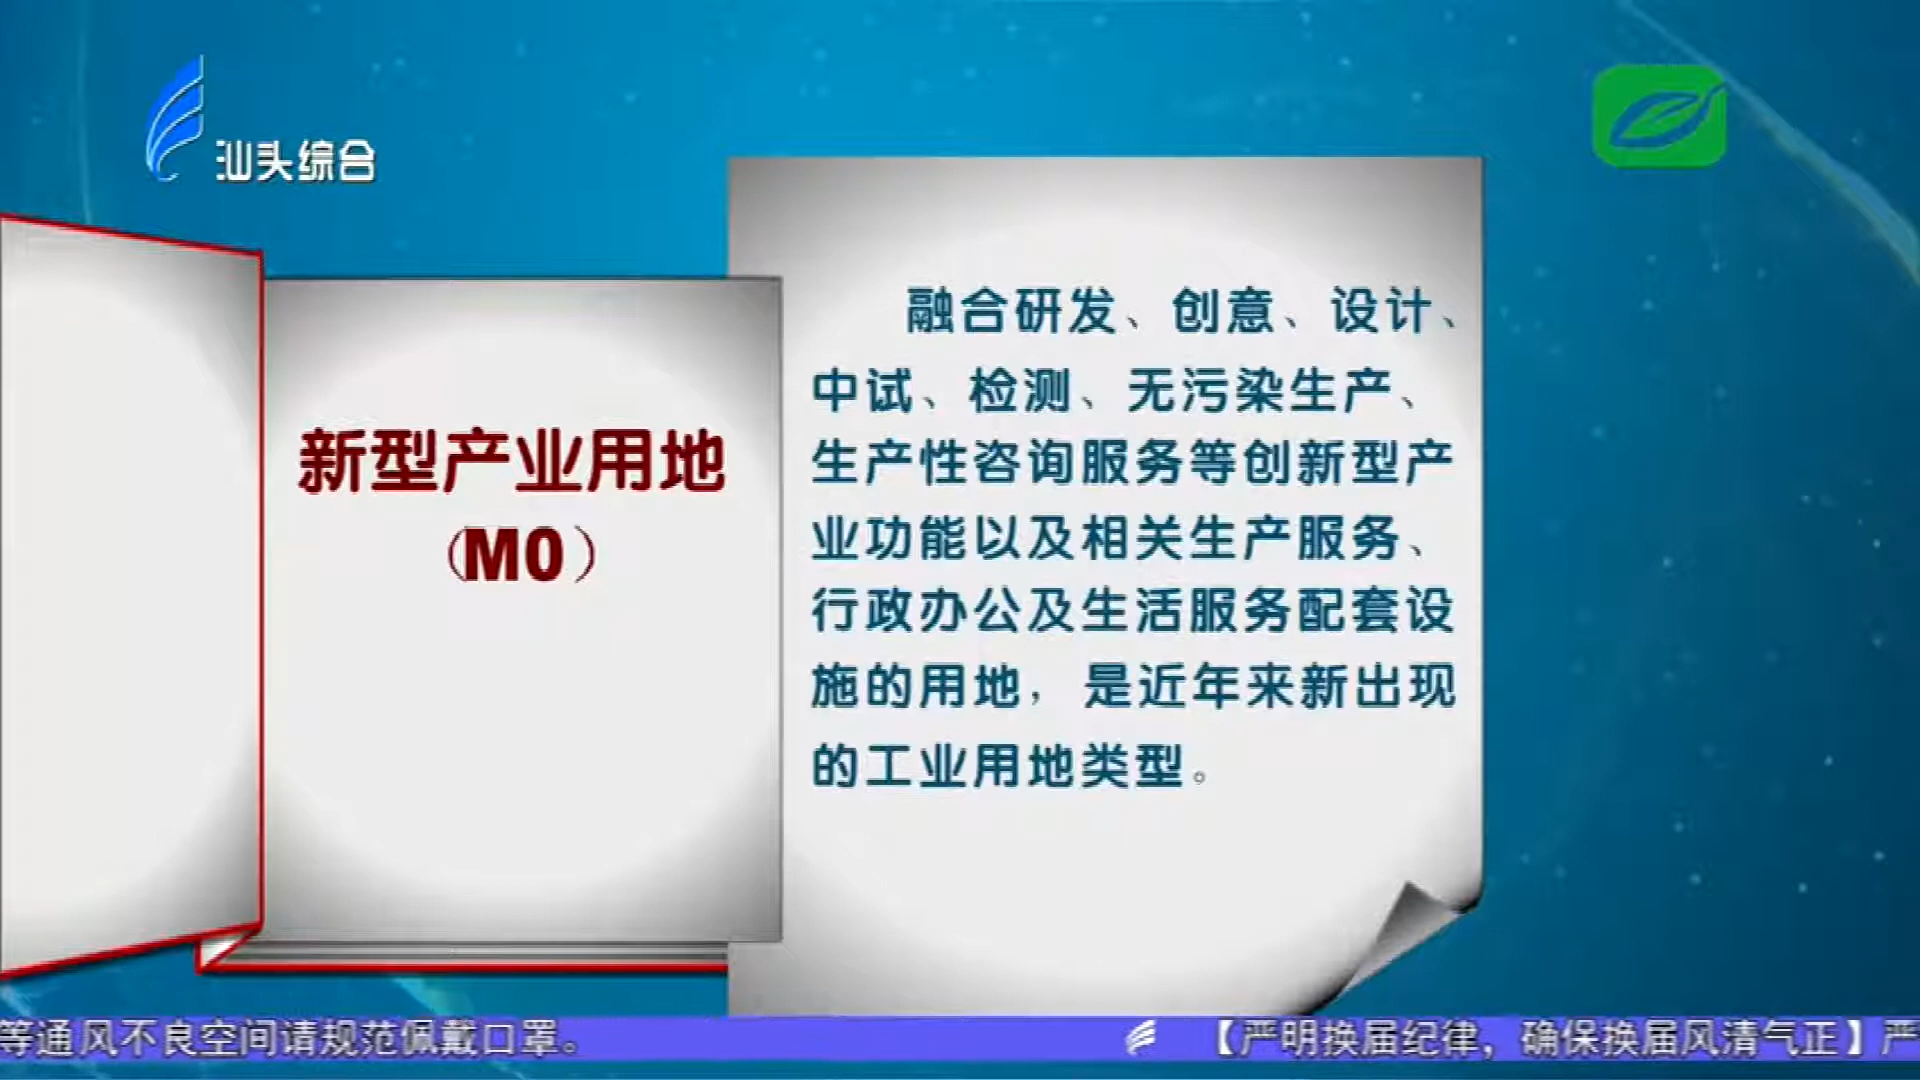 汕头综合
新型产业用地
（M0）
融合研发、创意、设计、
中试、检测、无污染生产、
生产性咨询服务等创新型产
业功能以及相关生产服务、
行政办公及生活服务配套设
施的用地，是近年来新出现
的工业用地类型。
等通风不良空间请规范佩戴口罩。
【严明换届纪律，确保换届风清气正】严